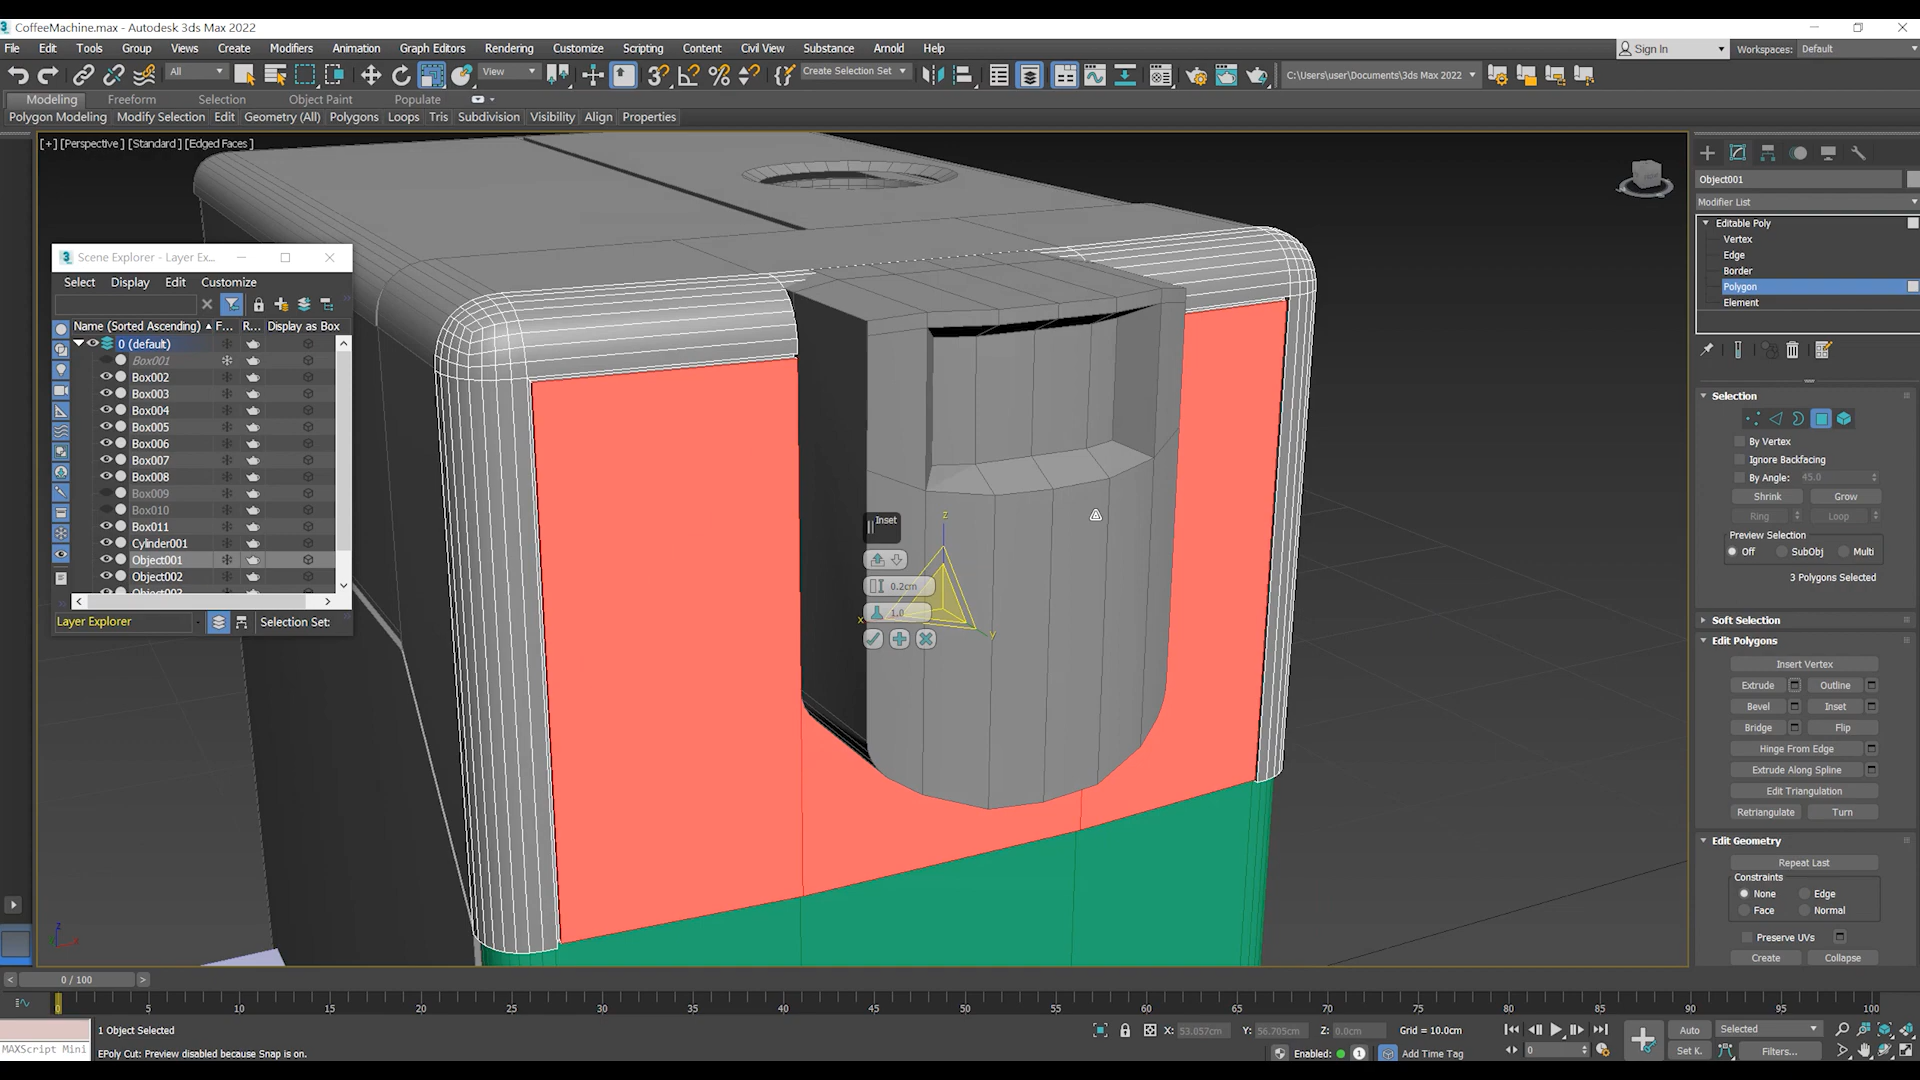 CoffeeMachine.max - Autodesk 3ds Max 2022
File Edit Tools Group Views Create Modifiers Animation Graph Editors Rendering Customize Scripting Content Civil View Substance Arnold Help
Sign In Workspaces: Default
All View Create Selection Set C:\Users\user\Documents\3ds Max 2022
Modeling Freeform Selection Object Paint Populate
Polygon Modeling Modify Selection Edit Geometry (All) Polygons Loops Tris Subdivision Visibility Align Properties
[+] [Perspective ] [Standard ] [Edged Faces ]
Scene Explorer - Layer Ex...
Select Display Edit Customize
Name (Sorted Ascending) F... R... Display as Box
0 (default)
Box001
Box002
Box003
Box004
Box005
Box006
Box007
Box008
Box009
Box010
Box011
Cylinder001
Object001
Object002
Layer Explorer Selection Set:
Inset
0.2cm
1.0
z
x
y
Object001
Modifier List
Editable Poly
Vertex
Edge
Border
Polygon
Element
Selection
By Vertex
Ignore Backfacing
By Angle: 45.0
Shrink Grow
Ring Loop
Preview Selection
Off SubObj Multi
3 Polygons Selected
Soft Selection
Edit Polygons
Insert Vertex
Extrude Outline
Bevel Inset
Bridge Flip
Hinge From Edge
Extrude Along Spline
Edit Triangulation
Retriangulate Turn
Edit Geometry
Repeat Last
Constraints
None Edge
Face Normal
Preserve UVs
Create Collapse
0 / 100
0 5 10 15 20 25 30 35 40 45 50 55 60 65 70 75 80 85 90 95 100
1 Object Selected X: 53.057cm Y: 56.705cm Z: 0.0cm Grid = 10.0cm Auto Selected
MAXScript Mini EPoly Cut: Preview disabled because Snap is on. Enabled: 1 Add Time Tag 0 Set K. Filters...